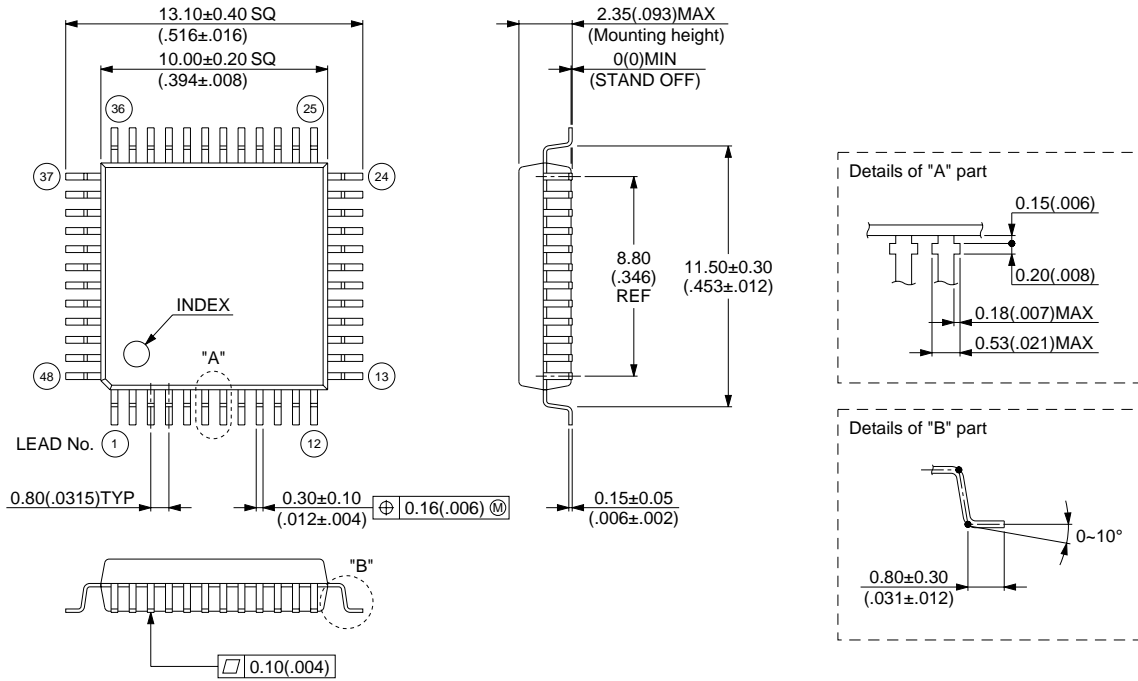 13.10±0.40 SQ
(.516±.016)
10.00±0.20 SQ
(.394±.008)
36
25
37
24
INDEX
"A"
48
13
LEAD No.
1
12
0.80(.0315)TYP
0.30±0.10
(.012±.004)
0.16(.006) Ⓜ
"B"
0.10(.004)
2.35(.093)MAX
(Mounting height)
0(0)MIN
(STAND OFF)
8.80
(.346)
REF
11.50±0.30
(.453±.012)
0.15±0.05
(.006±.002)
Details of "A" part
0.15(.006)
0.20(.008)
0.18(.007)MAX
0.53(.021)MAX
Details of "B" part
0~10°
0.80±0.30
(.031±.012)